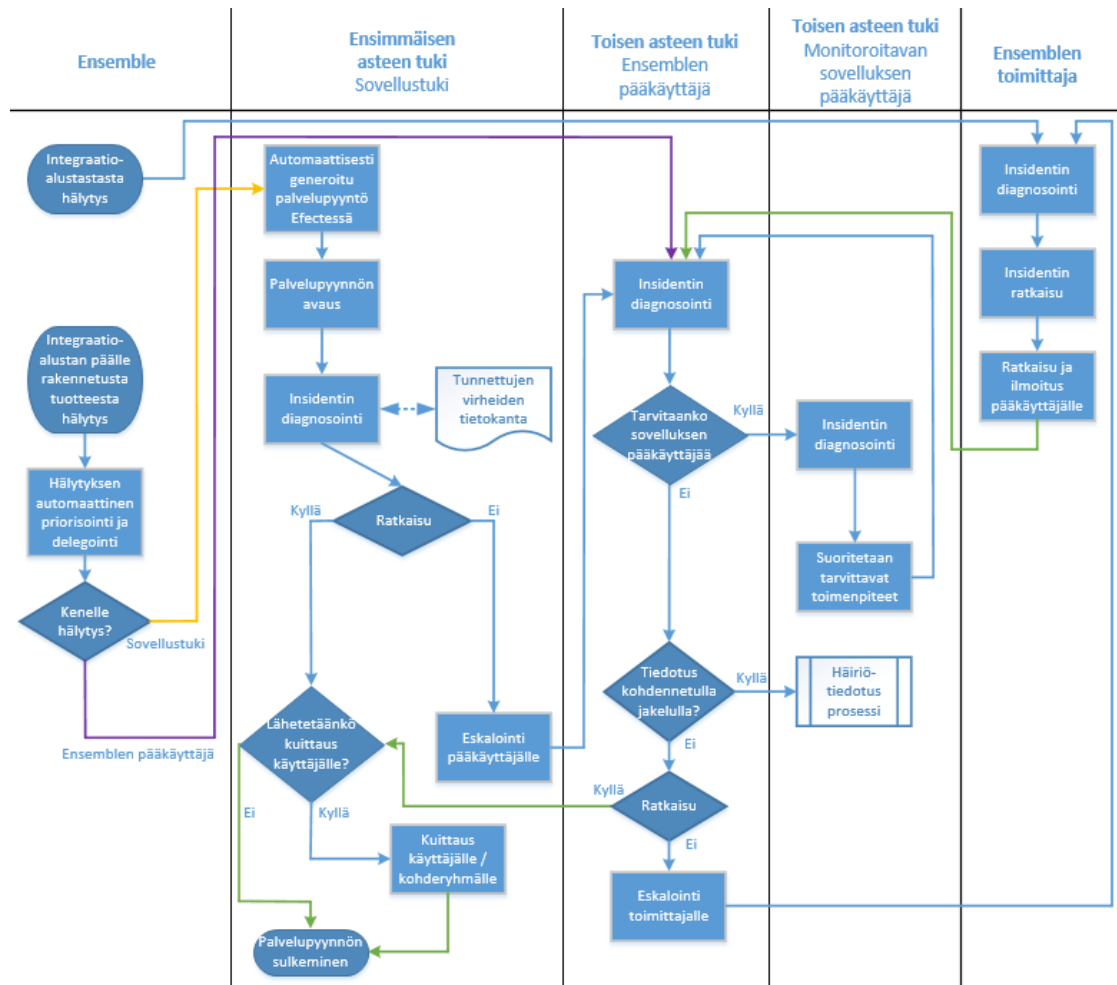 Ensemble
Ensimmäisen
asteen tuki
Sovellustuki
Toisen asteen tuki
Ensemblen
pääkäyttäjä
Toisen asteen tuki
Monitoroitavan
sovelluksen
pääkäyttäjä
Ensemblen
toimittaja
Integraatio-
alustastasta
hälytys
Integraatio-
alustan päälle
rakennetusta
tuotteesta
hälytys
Hälytyksen
automaattinen
priorisointi ja
delegointi
Kenelle
hälytys?
Sovellustuki
Ensemblen pääkäyttäjä
Automaattisesti
generoitu
palvelupyyntö
Efectessä
Palvelupyynnön
avaus
Insidentin
diagnosointi
Tunnettujen
virheiden
tietokanta
Kyllä
Ratkaisu
Ei
Lähetetäänkö
kuittaus
käyttäjälle?
Eskalointi
pääkäyttäjälle
Ei
Kyllä
Kuittaus
käyttäjälle /
kohderyhmälle
Palvelupyynnön
sulkeminen
Insidentin
diagnosointi
Tarvitaanko
sovelluksen
pääkäyttäjää
Kyllä
Ei
Tiedotus
kohdennetulla
jakelulla?
Kyllä
Ei
Kyllä
Ratkaisu
Ei
Eskalointi
toimittajalle
Insidentin
diagnosointi
Suoritetaan
tarvittavat
toimenpiteet
Häiriö-
tiedotus
prosessi
Insidentin
diagnosointi
Insidentin
ratkaisu
Ratkaisu ja
ilmoitus
pääkäyttäjälle